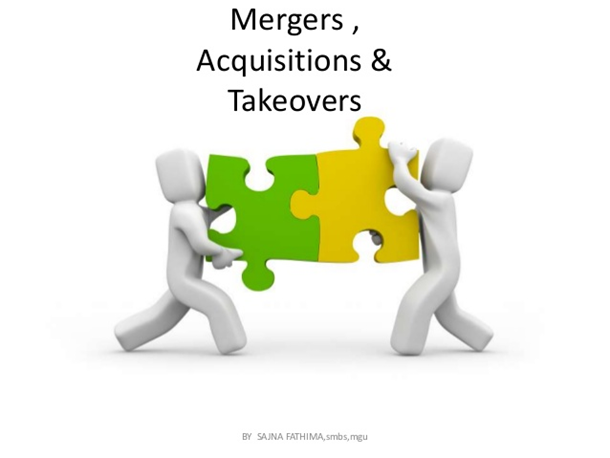 Mergers ,
Acquisitions &
Takeovers
BY SAJNA FATHIMA,smbs,mgu